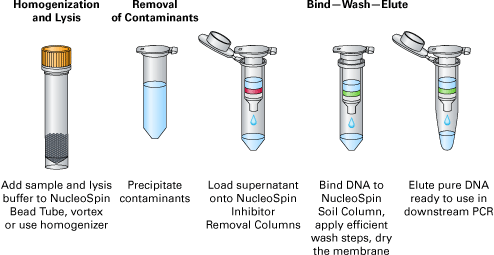 Homogenization
and Lysis
Removal
of Contaminants
Bind—Wash—Elute
Add sample and lysis
buffer to NucleoSpin
Bead Tube, vortex
or use homogenizer
Precipitate
contaminants
Load supernatant
onto NucleoSpin
Inhibitor
Removal Columns
Bind DNA to
NucleoSpin
Soil Column,
apply efficient
wash steps, dry
the membrane
Elute pure DNA
ready to use in
downstream PCR